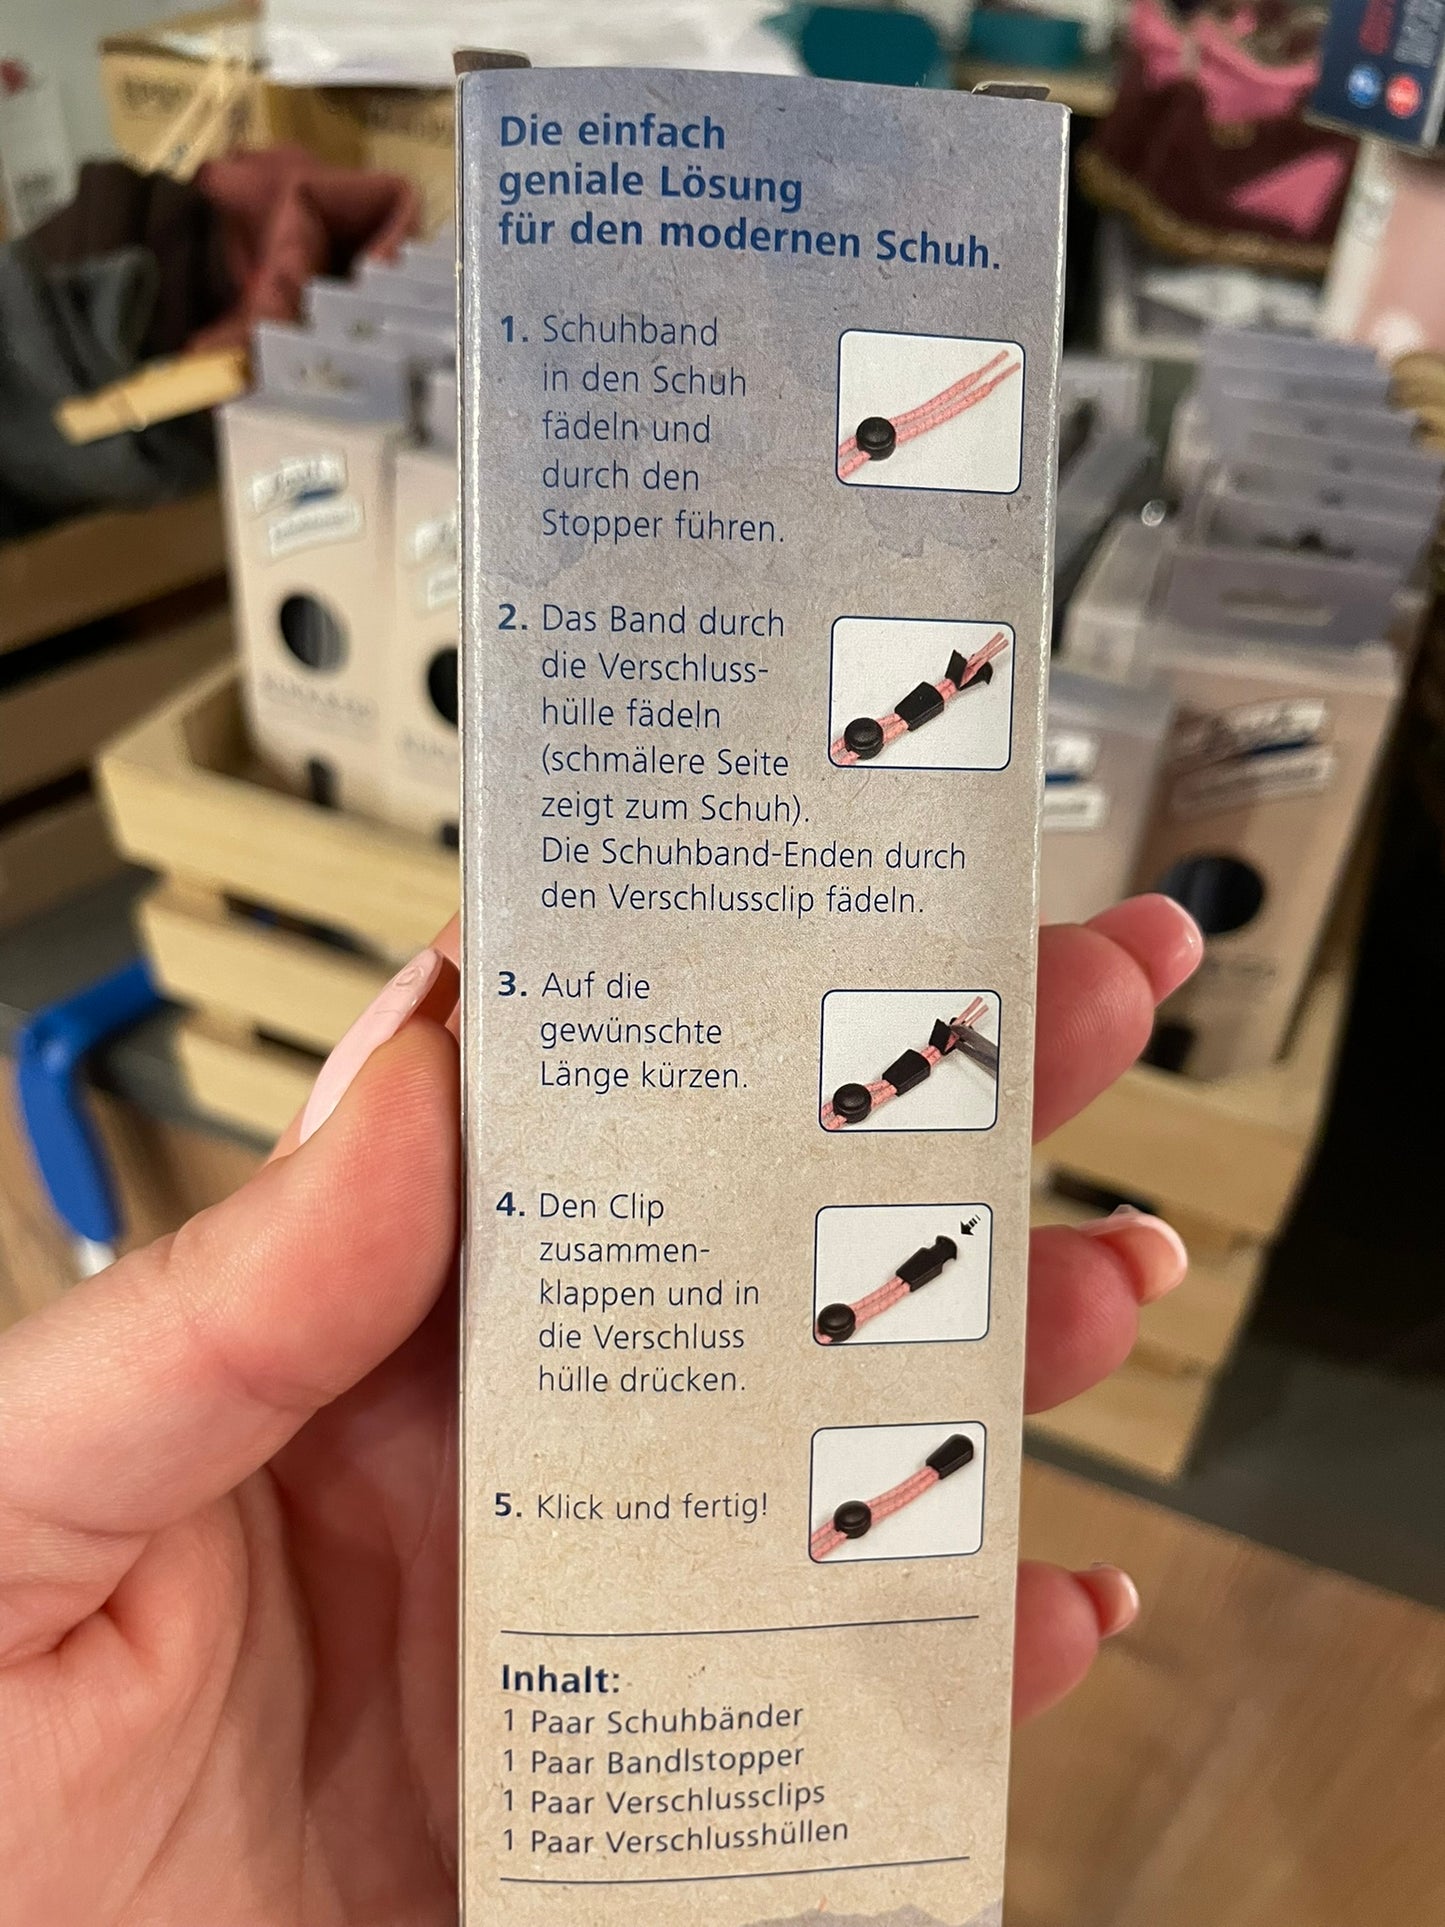 Die einfach
geniale Lösung
für den modernen Schuh.
1. Schuhband
in den Schuh
fädeln und
durch den
Stopper führen.
2. Das Band durch
die Verschluss-
hülle fädeln
(schmälere Seite
zeigt zum Schuh).
Die Schuhband-Enden durch
den Verschlussclip fädeln.
3. Auf die
gewünschte
Länge kürzen.
4. Den Clip
zusammen-
klappen und in
die Verschluss
hülle drücken.
5. Klick und fertig!
Inhalt:
1 Paar Schuhbänder
1 Paar Bandlstopper
1 Paar Verschlussclips
1 Paar Verschlusshüllen